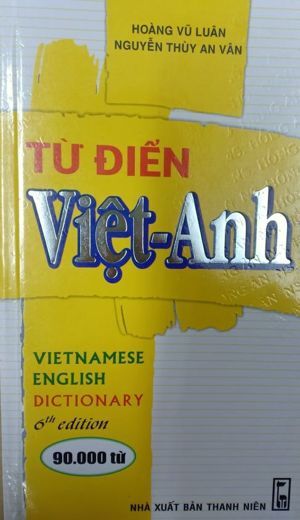 HOÀNG VŨ LUÂN
NGUYỄN THÙY AN VÂN
TỪ ĐIỂN
Việt-Anh
VIETNAMESE
ENGLISH
DICTIONARY
6th edition
90.000 từ
NHÀ XUẤT BẢN THANH NIÊN